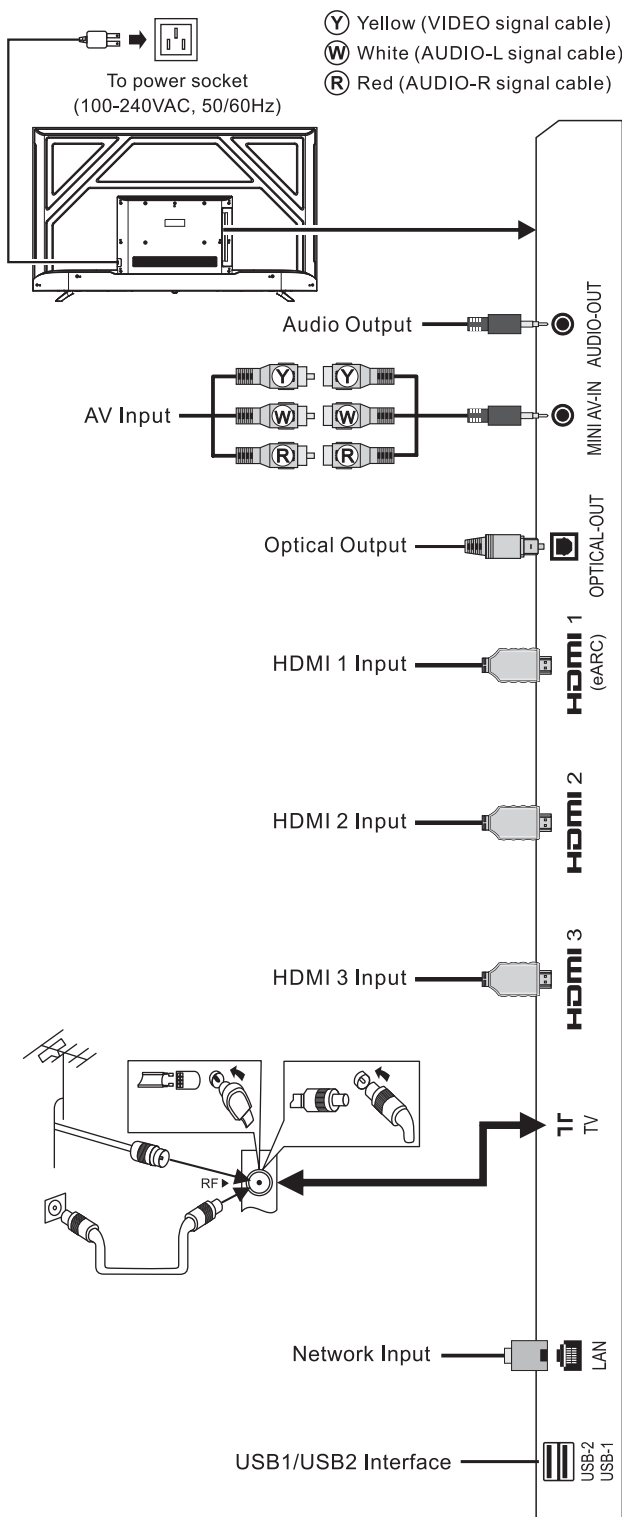 Ⓨ Yellow (VIDEO signal cable)
Ⓦ White (AUDIO-L signal cable)
Ⓡ Red (AUDIO-R signal cable)
To power socket
(100-240VAC, 50/60Hz)
Audio Output
AUDIO-OUT
Y Y
AV Input
W W
R R
MINI AV-IN
Optical Output
OPTICAL-OUT
HDMI 1 Input
HDMI 1
(eARC)
HDMI 2 Input
HDMI 2
HDMI 3 Input
HDMI 3
TV
RF
Network Input
LAN
USB1/USB2 Interface
USB-2
USB-1